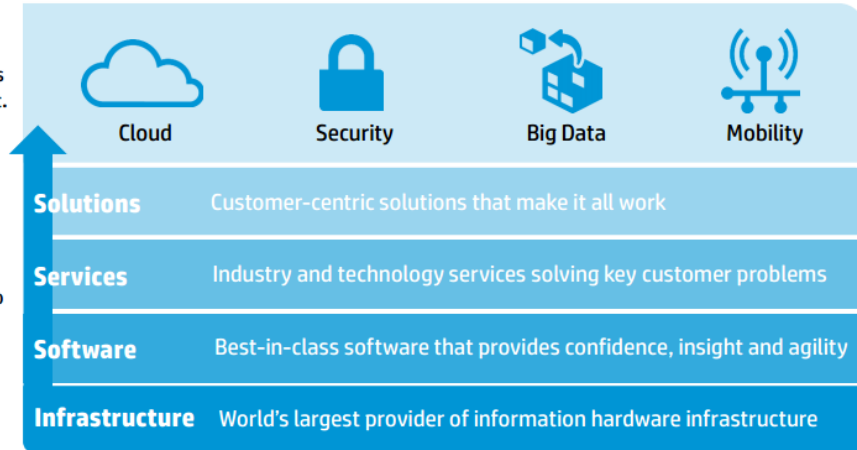 s
t.
Cloud Security Big Data Mobility
Solutions Customer-centric solutions that make it all work
Services Industry and technology services solving key customer problems
o
Software Best-in-class software that provides confidence, insight and agility
Infrastructure World's largest provider of information hardware infrastructure